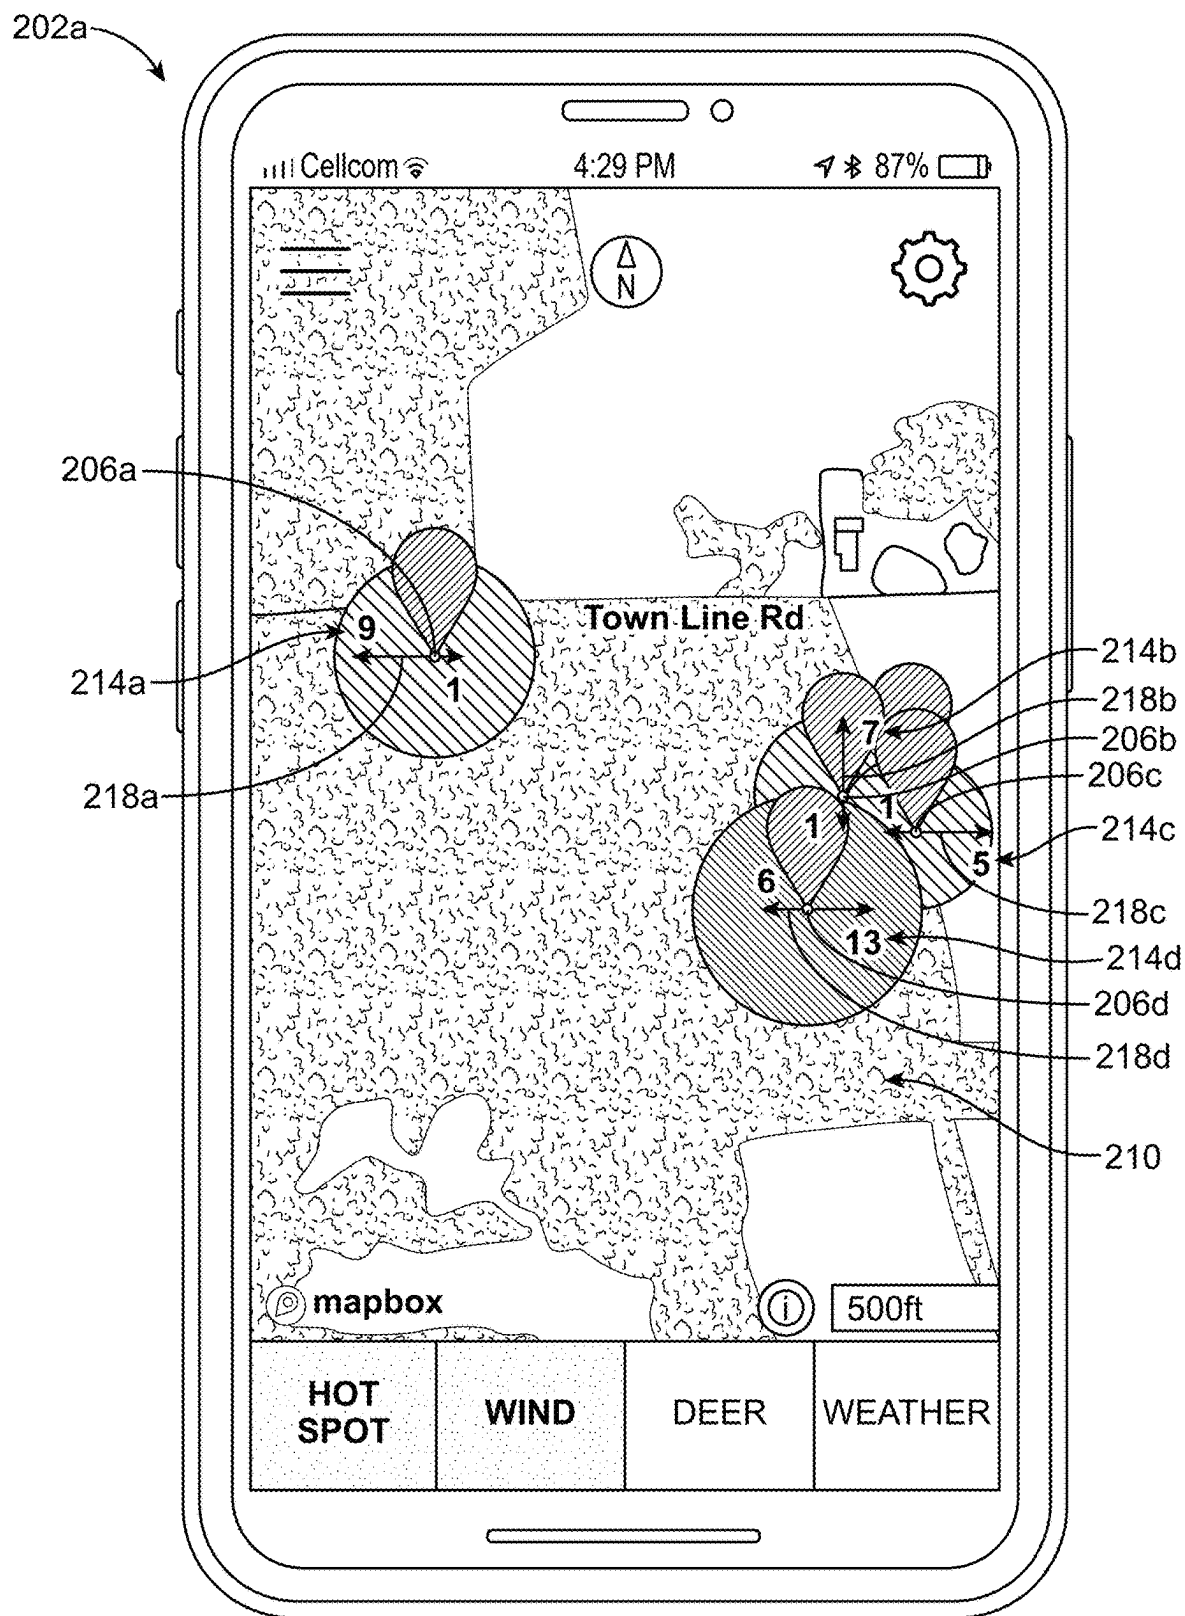 202a
Cellcom 4:29 PM 87%
N
206a
Town Line Rd
9
214a
1
218a
214b
218b
7
206b
206c
1
1
214c
5
6
218c
13
214d
206d
218d
210
mapbox
i
500ft
HOT
SPOT
WIND
DEER
WEATHER